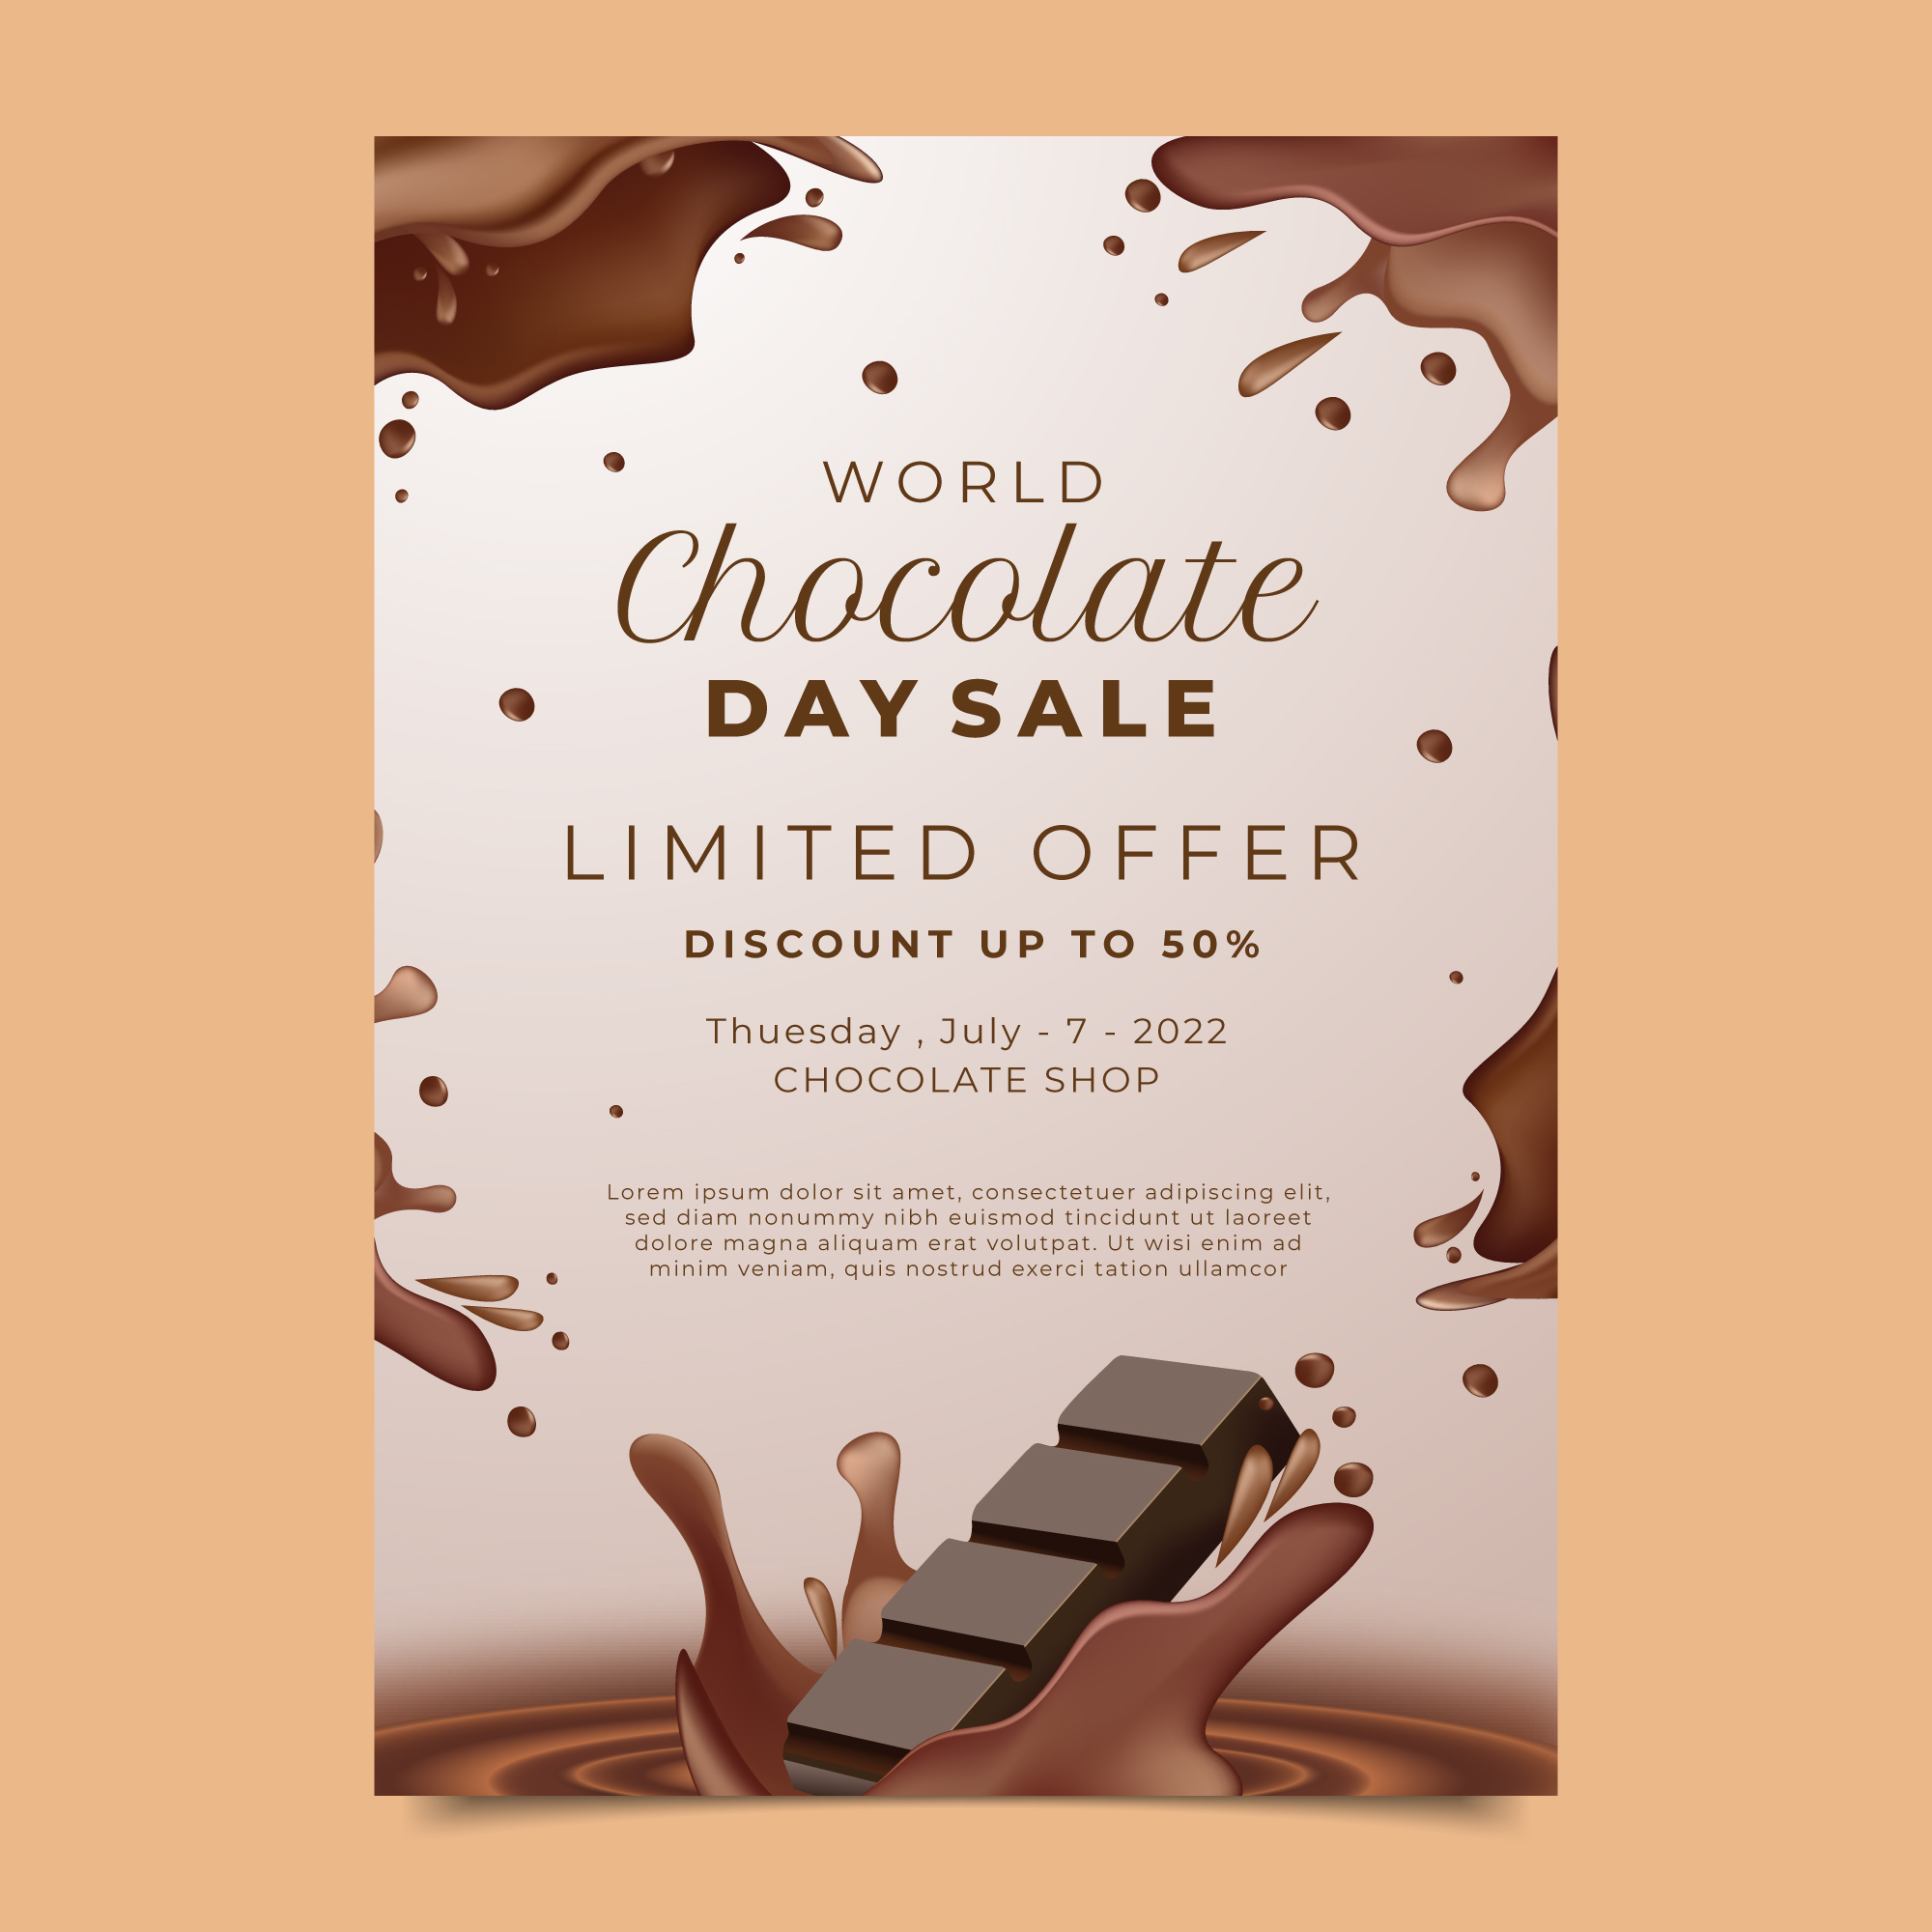 WORLD
Chocolate
DAY SALE
LIMITED OFFER
DISCOUNT UP TO 50%
Thuesday , July - 7 - 2022
CHOCOLATE SHOP
Lorem ipsum dolor sit amet, consectetuer adipiscing elit,
sed diam nonummy nibh euismod tincidunt ut laoreet
dolore magna aliquam erat volutpat. Ut wisi enim ad
minim veniam, quis nostrud exerci tation ullamcor